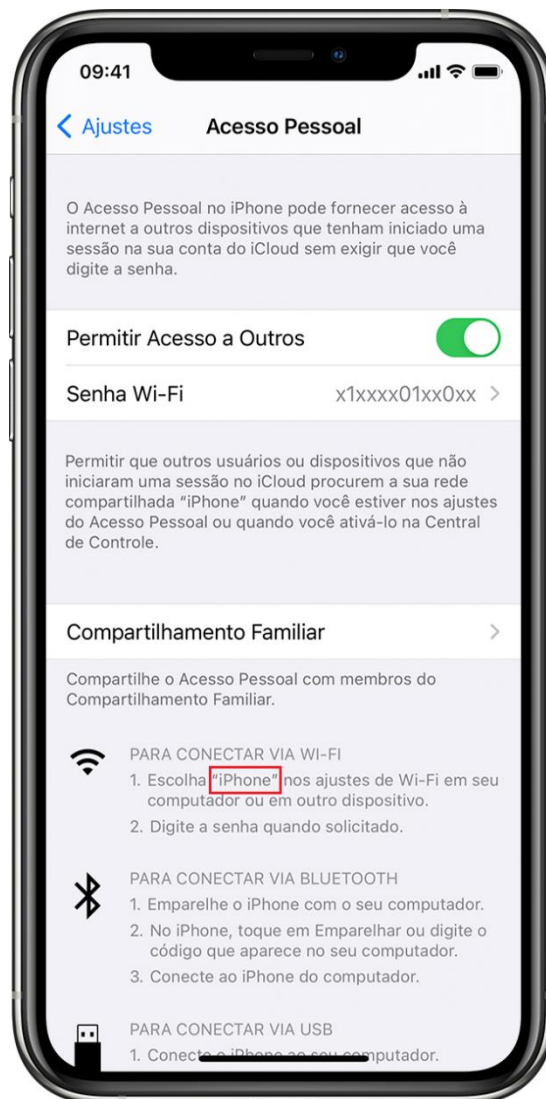 09:41
Ajustes
Acesso Pessoal
O Acesso Pessoal no iPhone pode fornecer acesso à
internet a outros dispositivos que tenham iniciado uma
sessão na sua conta do iCloud sem exigir que você
digite a senha.
Permitir Acesso a Outros
Senha Wi-Fi x1xxxx01xx0xx
Permitir que outros usuários ou dispositivos que não
iniciaram uma sessão no iCloud procurem a sua rede
compartilhada “iPhone” quando você estiver nos ajustes
do Acesso Pessoal ou quando você ativá-lo na Central
de Controle.
Compartilhamento Familiar
Compartilhe o Acesso Pessoal com membros do
Compartilhamento Familiar.
PARA CONECTAR VIA WI-FI
1. Escolha “iPhone” nos ajustes de Wi-Fi em seu
computador ou em outro dispositivo.
2. Digite a senha quando solicitado.
PARA CONECTAR VIA BLUETOOTH
1. Emparelhe o iPhone com o seu computador.
2. No iPhone, toque em Emparelhar ou digite o
código que aparece no seu computador.
3. Conecte ao iPhone do computador.
PARA CONECTAR VIA USB
1. Conecte o iPhone ao seu computador.